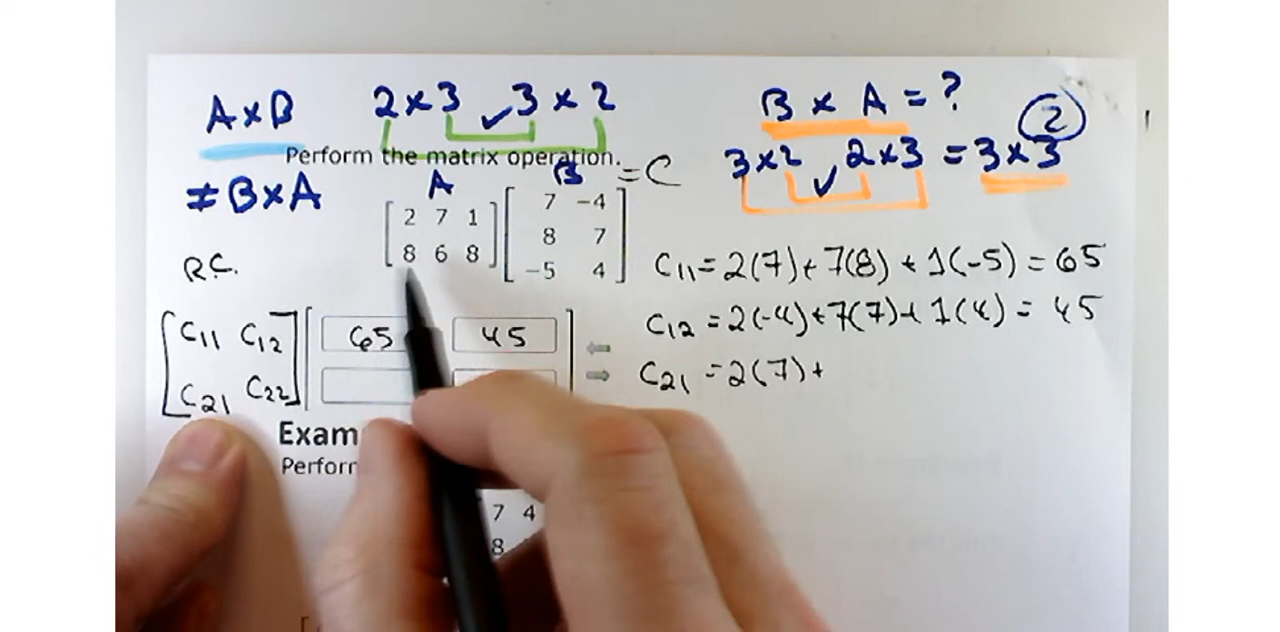 A×B 2×3 ✓ 3×2 B × A = ?
2
Perform the matrix operation.
3×2 ✓ 2×3 = 3×3
≠ B×A A B = C
2 7 1 7 -4
8 6 8 8 7
-5 4
R.C.
C11 = 2(7) + 7(8) + 1(-5) = 65
C12 = 2(-4) + 7(7) + 1(4) = 45
C11 C12 65 45
C21 C22
C21 = 2(7) +
Exam
Perforr
7 4
8